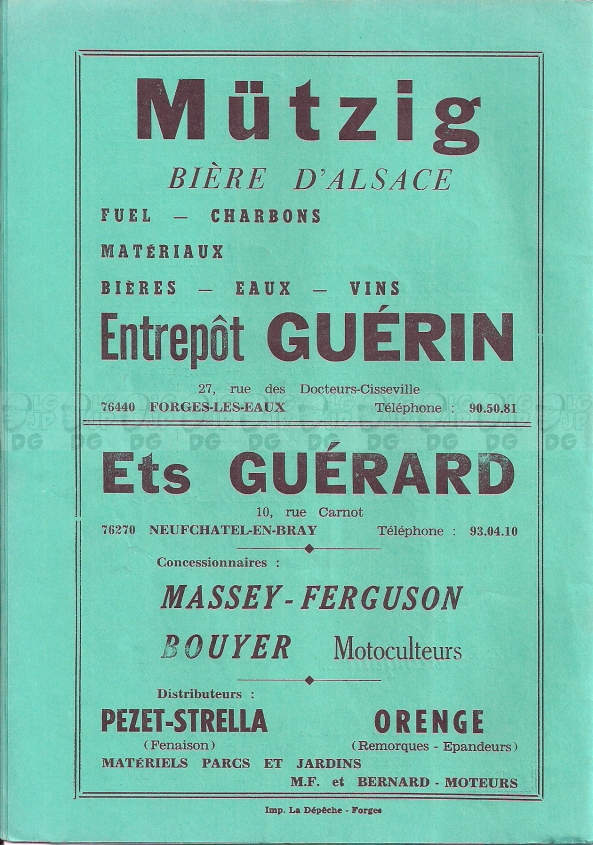 Mützig
BIÈRE D'ALSACE
FUEL — CHARBONS
MATÉRIAUX
BIÈRES — EAUX — VINS
Entrepôt GUÉRIN
27, rue des Docteurs-Cisseville
76440 FORGES-LES-EAUX Téléphone : 90.50.81
Ets GUÉRARD
10, rue Carnot
76270 NEUFCHATEL-EN-BRAY Téléphone : 93.04.10
Concessionnaires :
MASSEY-FERGUSON
BOUYER Motoculteurs
Distributeurs :
PEZET-STRELLA ORENGE
(Fenaison) (Remorques - Epandeurs)
MATÉRIELS PARCS ET JARDINS
M.F. et BERNARD - MOTEURS
Imp. La Dépêche - Forges